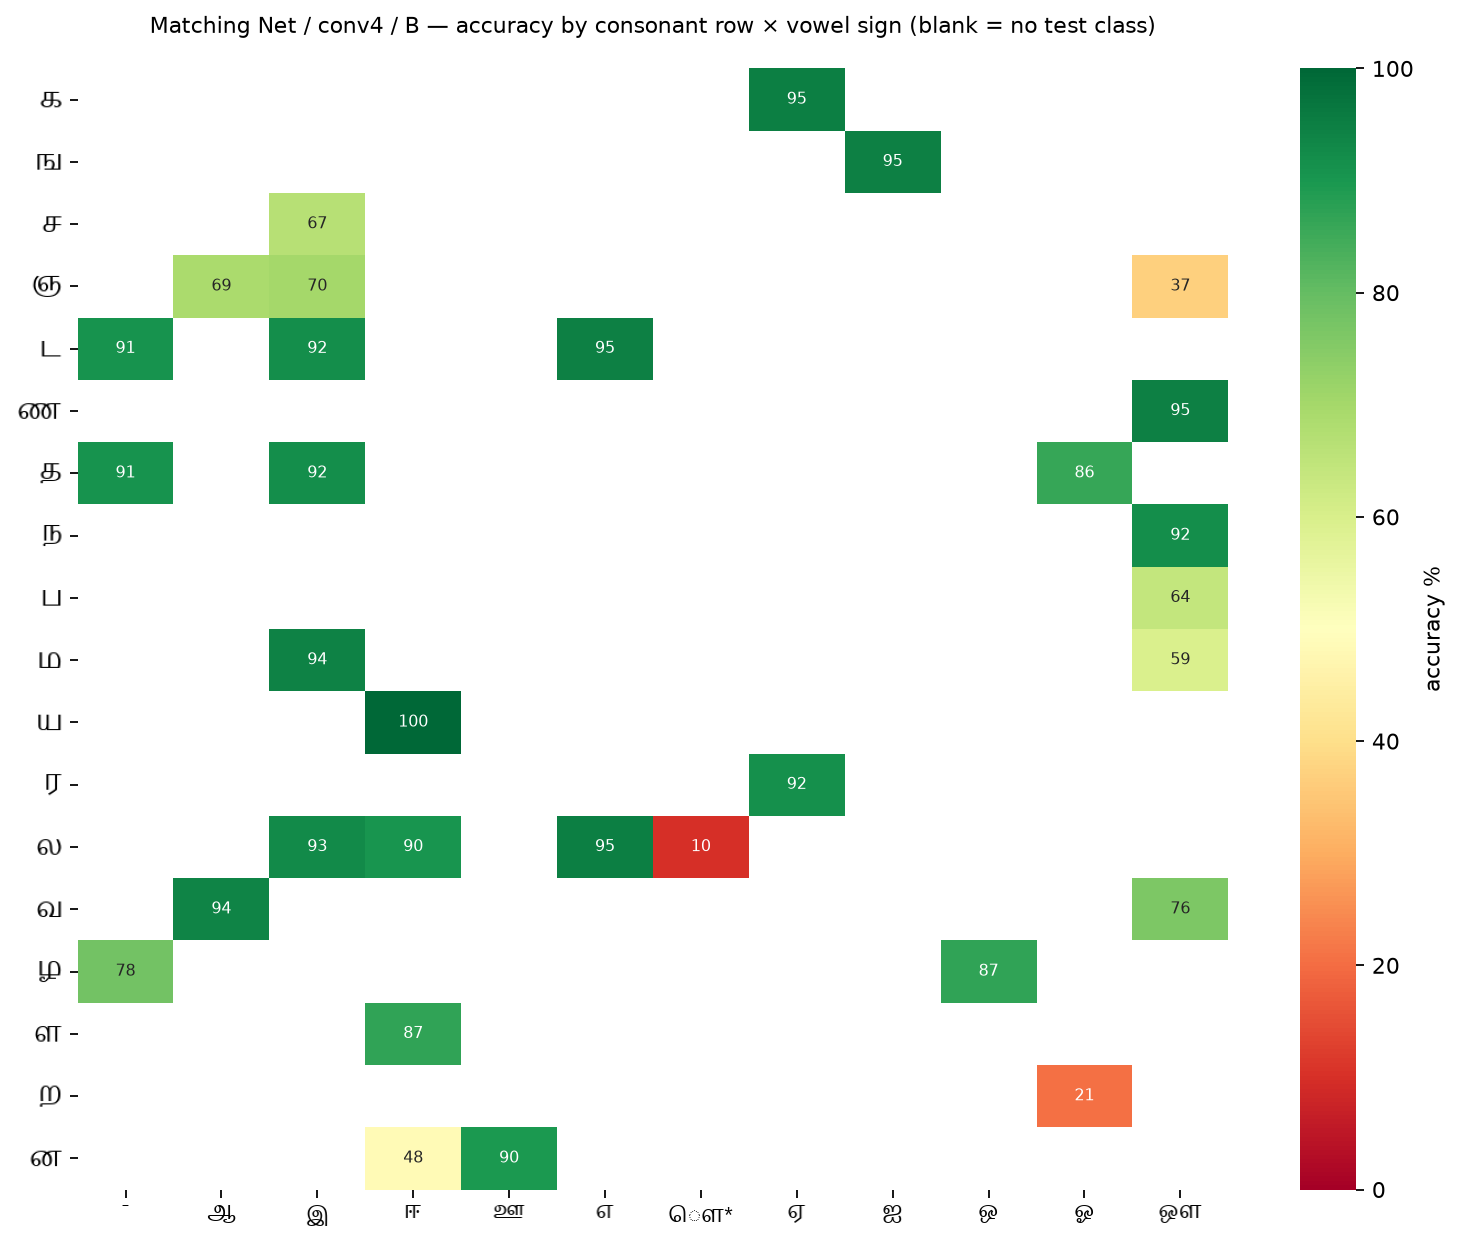 Matching Net / conv4 / B — accuracy by consonant row × vowel sign (blank = no test class)
க 95
ங 95
ச 67
ஞ 69 70 37
ட 91 92 95
ண 95
த 91 92 86
ந 92
ப 64
ம 94 59
ய 100
ர 92
ல 93 90 95 10
வ 94 76
ழ 78 87
ள 87
ற 21
ன 48 90
- ஆ இ ஈ ஊ எ ௌ* ஏ ஐ ஒ ஓ ஔ
100
80
60
40
20
0
accuracy %